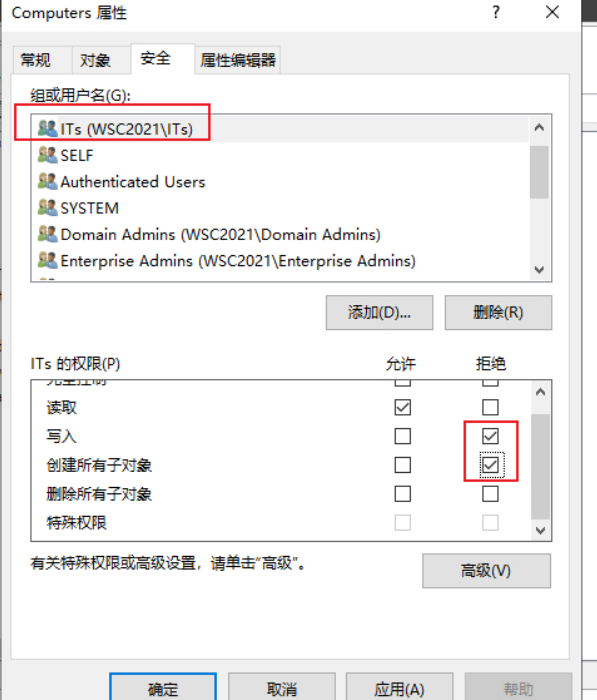 Computers 属性
常规 对象 安全 属性编辑器
组或用户名(G):
ITs (WSC2021\ITs)
SELF
Authenticated Users
SYSTEM
Domain Admins (WSC2021\Domain Admins)
Enterprise Admins (WSC2021\Enterprise Admins)
添加(D)... 删除(R)
ITs 的权限(P) 允许 拒绝
完全控制
读取
写入
创建所有子对象
删除所有子对象
特殊权限
有关特殊权限或高级设置，请单击“高级”。
高级(V)
确定 取消 应用(A) 帮助